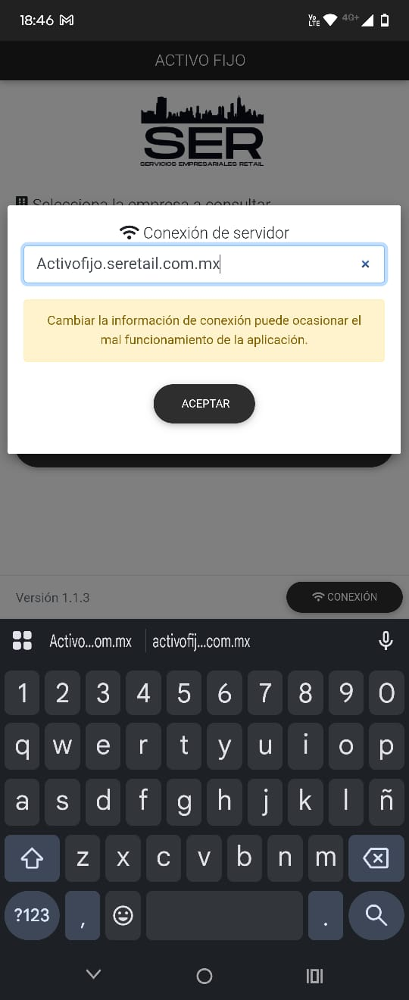 18:46
Vo
LTE
4G+
ACTIVO FIJO
SER
SERVICIOS EMPRESARIALES RETAIL
Selecciona la empresa a consultar
Conexión de servidor
Activofijo.seretail.com.mx
×
Cambiar la información de conexión puede ocasionar el
mal funcionamiento de la aplicación.
ACEPTAR
Versión 1.1.3
CONEXIÓN
Activo...om.mx activofij...com.mx
1 2 3 4 5 6 7 8 9 0
q w e r t y u i o p
a s d f g h j k l ñ
z x c v b n m
?123 , .